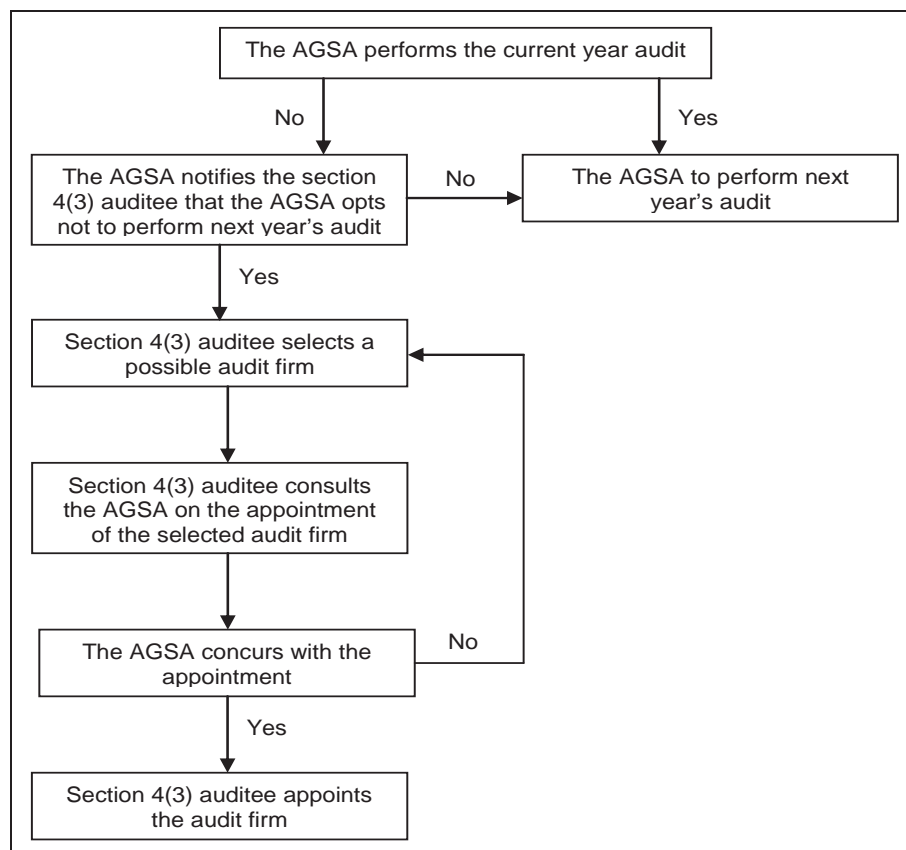 The AGSA performs the current year audit
No
Yes
The AGSA notifies the section
4(3) auditee that the AGSA opts
not to perform next year's audit
No
The AGSA to perform next
year's audit
Yes
Section 4(3) auditee selects a
possible audit firm
Section 4(3) auditee consults
the AGSA on the appointment
of the selected audit firm
The AGSA concurs with the
appointment
No
Yes
Section 4(3) auditee appoints
the audit firm